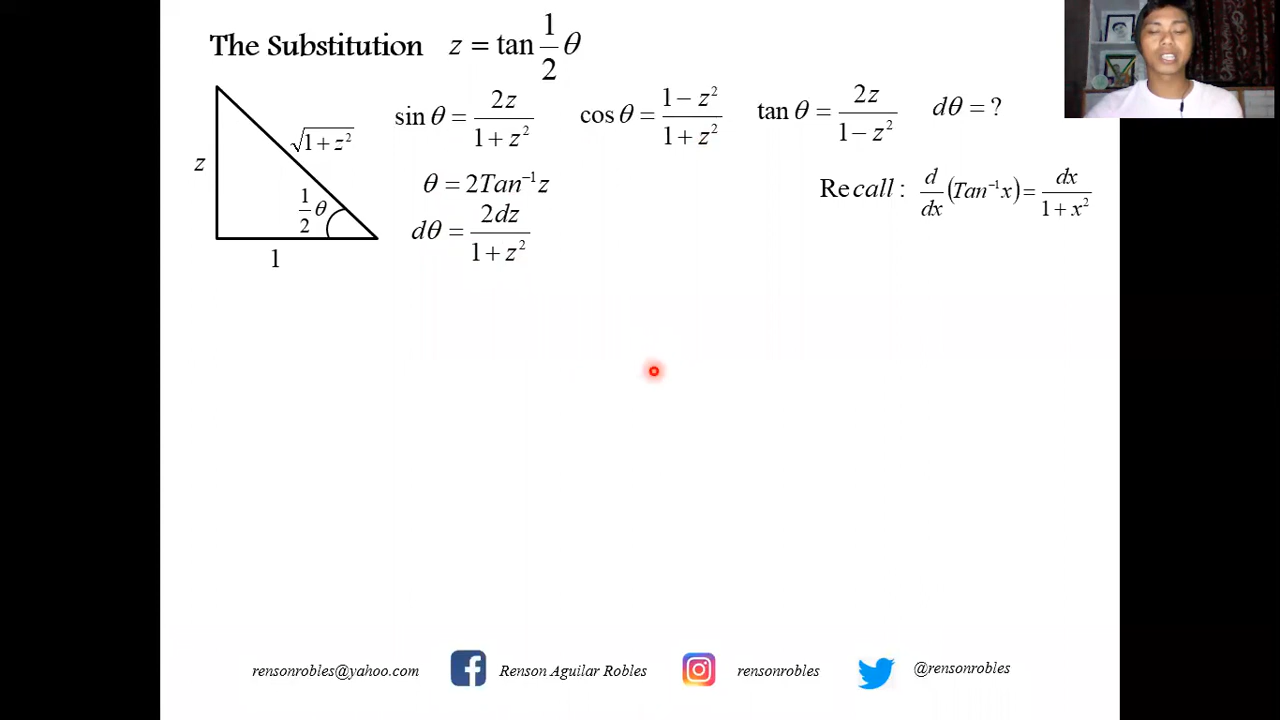 The Substitution z = tan 1/2 θ
z
√1 + z²
1/2 θ
1
sin θ = 2z / 1 + z²
cos θ = 1 − z² / 1 + z²
tan θ = 2z / 1 − z²
dθ = ?
θ = 2Tan⁻¹z
dθ = 2dz / 1 + z²
Recall : d/dx (Tan⁻¹x) = dx / 1 + x²
rensonrobles@yahoo.com
Renson Aguilar Robles
rensonrobles
@rensonrobles